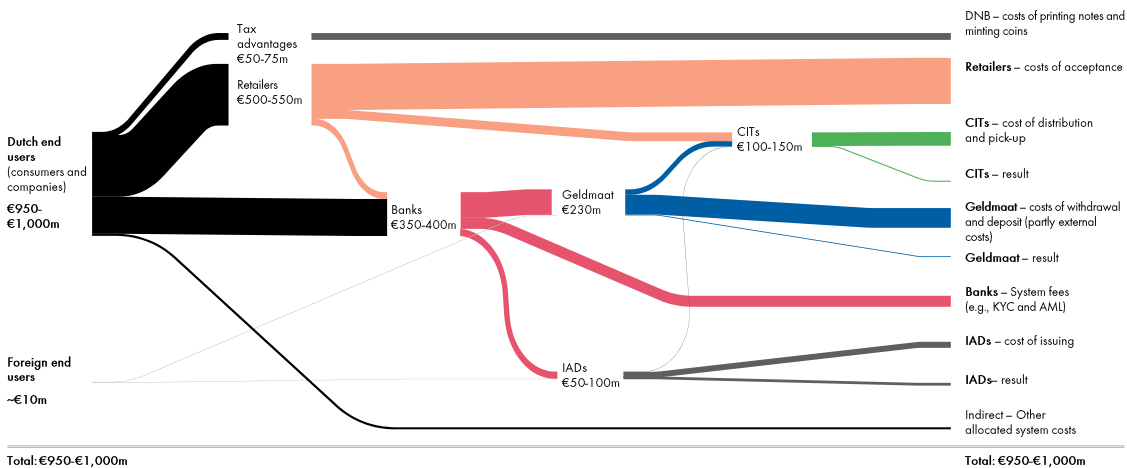 Dutch end
users
(consumers and
companies)
€950-
€1,000m
Foreign end
users
~€10m
Tax
advantages
€50-75m
Retailers
€500-550m
Banks
€350-400m
Geldmaat
€230m
IADs
€50-100m
CITs
€100-150m
DNB – costs of printing notes and
minting coins
Retailers – costs of acceptance
CITs – cost of distribution
and pick-up
CITs – result
Geldmaat – costs of withdrawal
and deposit (partly external
costs)
Geldmaat – result
Banks – System fees
(e.g., KYC and AML)
IADs – cost of issuing
IADs– result
Indirect – Other
allocated system costs
Total: €950-€1,000m
Total: €950-€1,000m